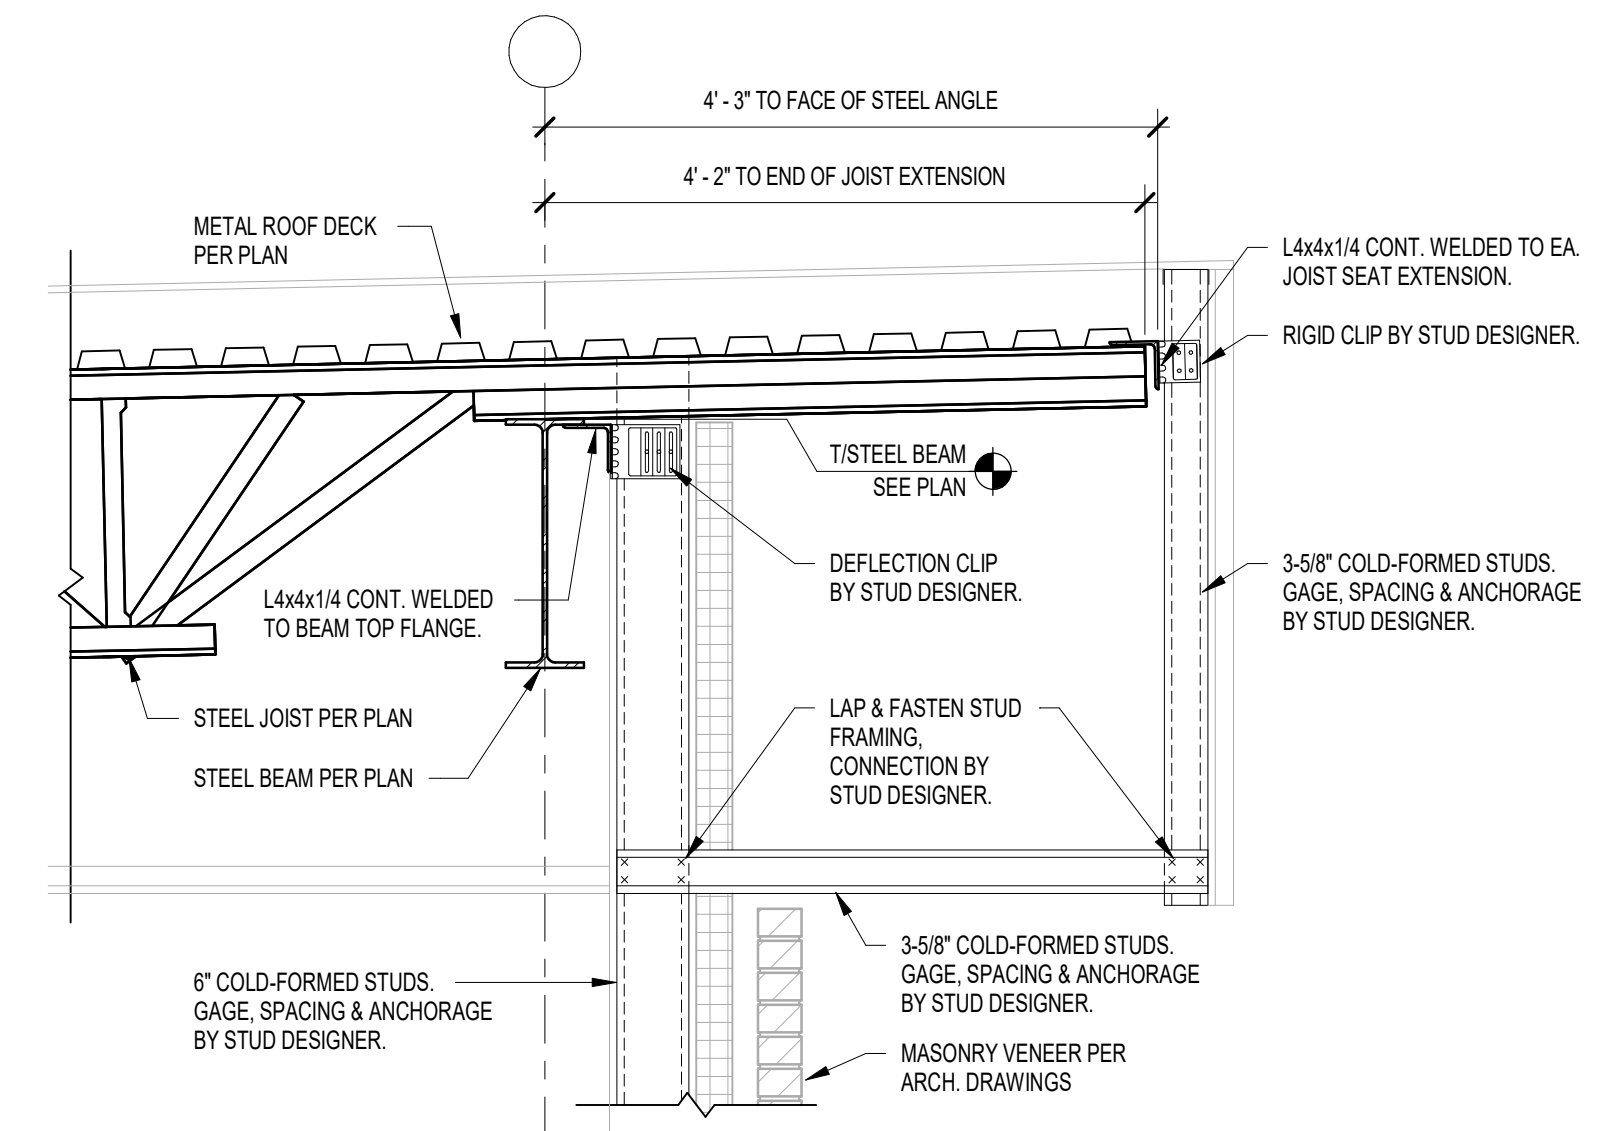 4' - 3" TO FACE OF STEEL ANGLE
4' - 2" TO END OF JOIST EXTENSION
METAL ROOF DECK
PER PLAN
L4x4x1/4 CONT. WELDED TO EA.
JOIST SEAT EXTENSION.
RIGID CLIP BY STUD DESIGNER.
T/STEEL BEAM
SEE PLAN
DEFLECTION CLIP
BY STUD DESIGNER.
3-5/8" COLD-FORMED STUDS.
GAGE, SPACING & ANCHORAGE
BY STUD DESIGNER.
L4x4x1/4 CONT. WELDED
TO BEAM TOP FLANGE.
STEEL JOIST PER PLAN
STEEL BEAM PER PLAN
LAP & FASTEN STUD
FRAMING,
CONNECTION BY
STUD DESIGNER.
6" COLD-FORMED STUDS.
GAGE, SPACING & ANCHORAGE
BY STUD DESIGNER.
3-5/8" COLD-FORMED STUDS.
GAGE, SPACING & ANCHORAGE
BY STUD DESIGNER.
MASONRY VENEER PER
ARCH. DRAWINGS